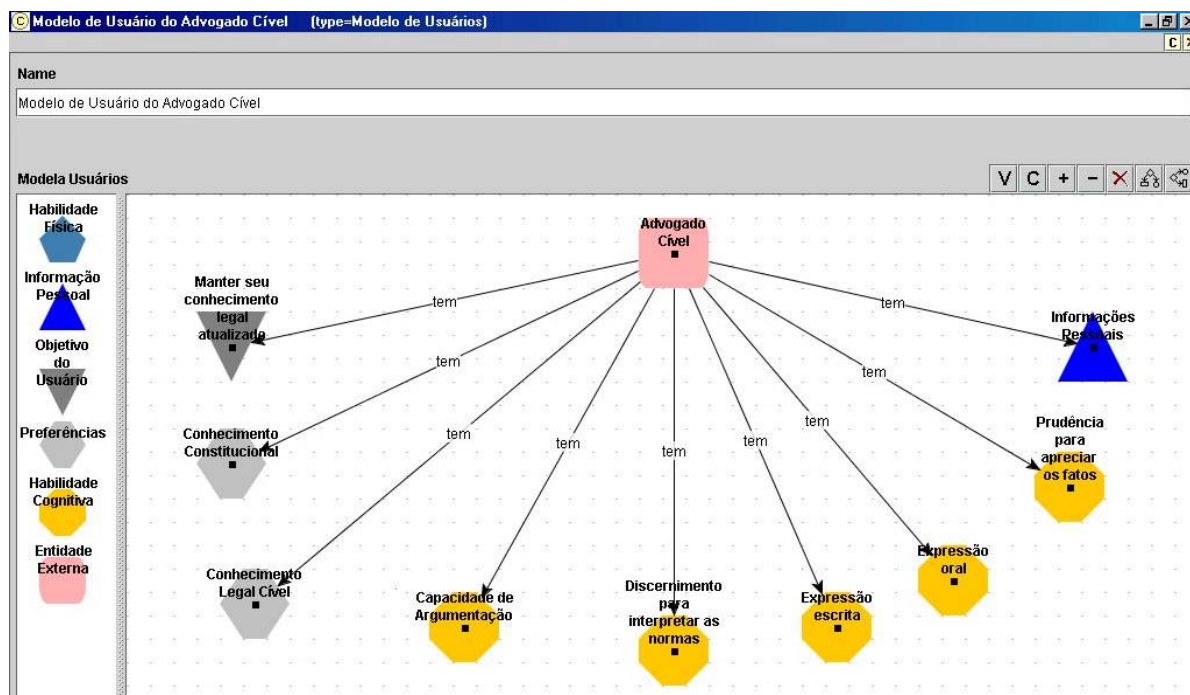 Modelo de Usuário do Advogado Cível (type=Modelo de Usuários)
C
Name
Modelo de Usuário do Advogado Cível
Modela Usuários
V C + -
Habilidade
Física
Informação
Pessoal
Objetivo
do
Usuário
Preferências
Habilidade
Cognitiva
Entidade
Externa
Advogado
Cível
Manter seu
conhecimento
legal
atualizado
tem
tem
Informações
Pessoais
Conhecimento
Constitucional
tem
tem
Prudência
para
apreciar
os fatos
tem
tem
tem
tem
tem
Conhecimento
Legal Cível
Capacidade de
Argumentação
Discernimento
para
interpretar as
normas
Expressão
escrita
Expressão
oral